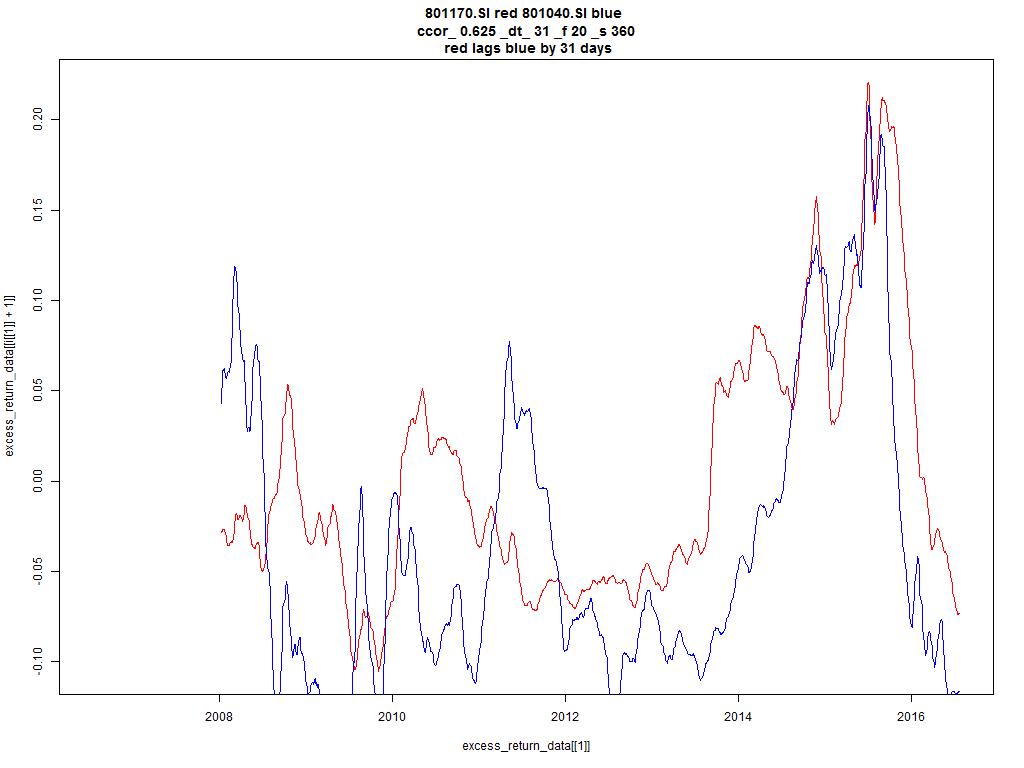 801170.SI red 801040.SI blue
ccor_ 0.625 _dt_ 31 _f 20 _s 360
red lags blue by 31 days
excess_return_data[[i[[1]] + 1]]
0.20
0.15
0.10
0.05
0.00
-0.05
-0.10
2008 2010 2012 2014 2016
excess_return_data[[1]]